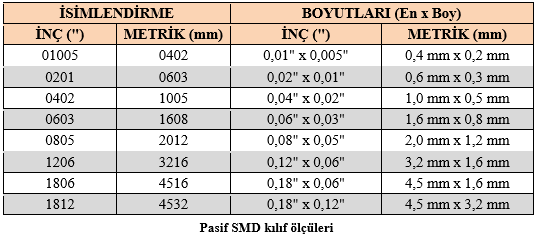 İSİMLENDİRME BOYUTLARI (En x Boy)
İNÇ (") METRİK (mm) İNÇ (") METRİK (mm)
01005 0402 0,01" x 0,005" 0,4 mm x 0,2 mm
0201 0603 0,02" x 0,01" 0,6 mm x 0,3 mm
0402 1005 0,04" x 0,02" 1,0 mm x 0,5 mm
0603 1608 0,06" x 0,03" 1,6 mm x 0,8 mm
0805 2012 0,08" x 0,05" 2,0 mm x 1,2 mm
1206 3216 0,12" x 0,06" 3,2 mm x 1,6 mm
1806 4516 0,18" x 0,06" 4,5 mm x 1,6 mm
1812 4532 0,18" x 0,12" 4,5 mm x 3,2 mm
Pasif SMD kılıf ölçüleri